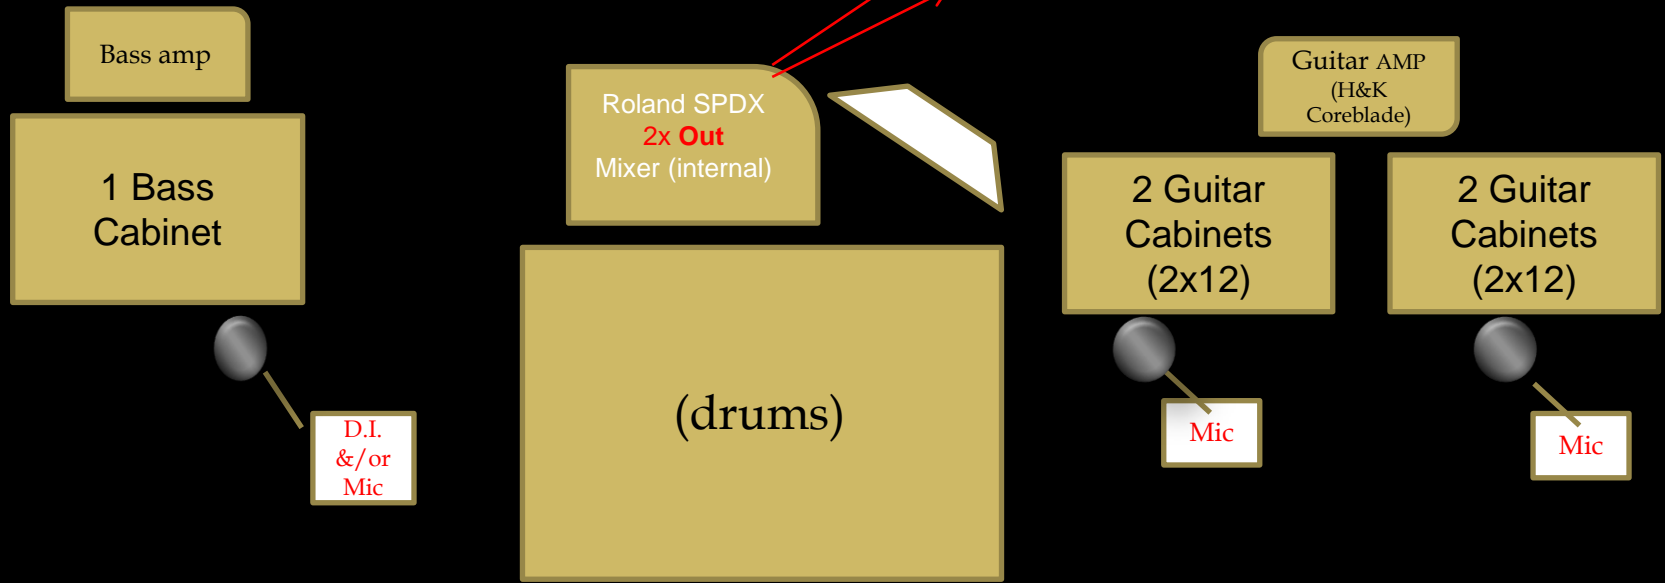 Bass amp
1 Bass
Cabinet
D.I.
&/or
Mic
Roland SPDX
2x Out
Mixer (internal)
(drums)
Guitar AMP
(H&K
Coreblade)
2 Guitar
Cabinets
(2x12)
Mic
2 Guitar
Cabinets
(2x12)
Mic